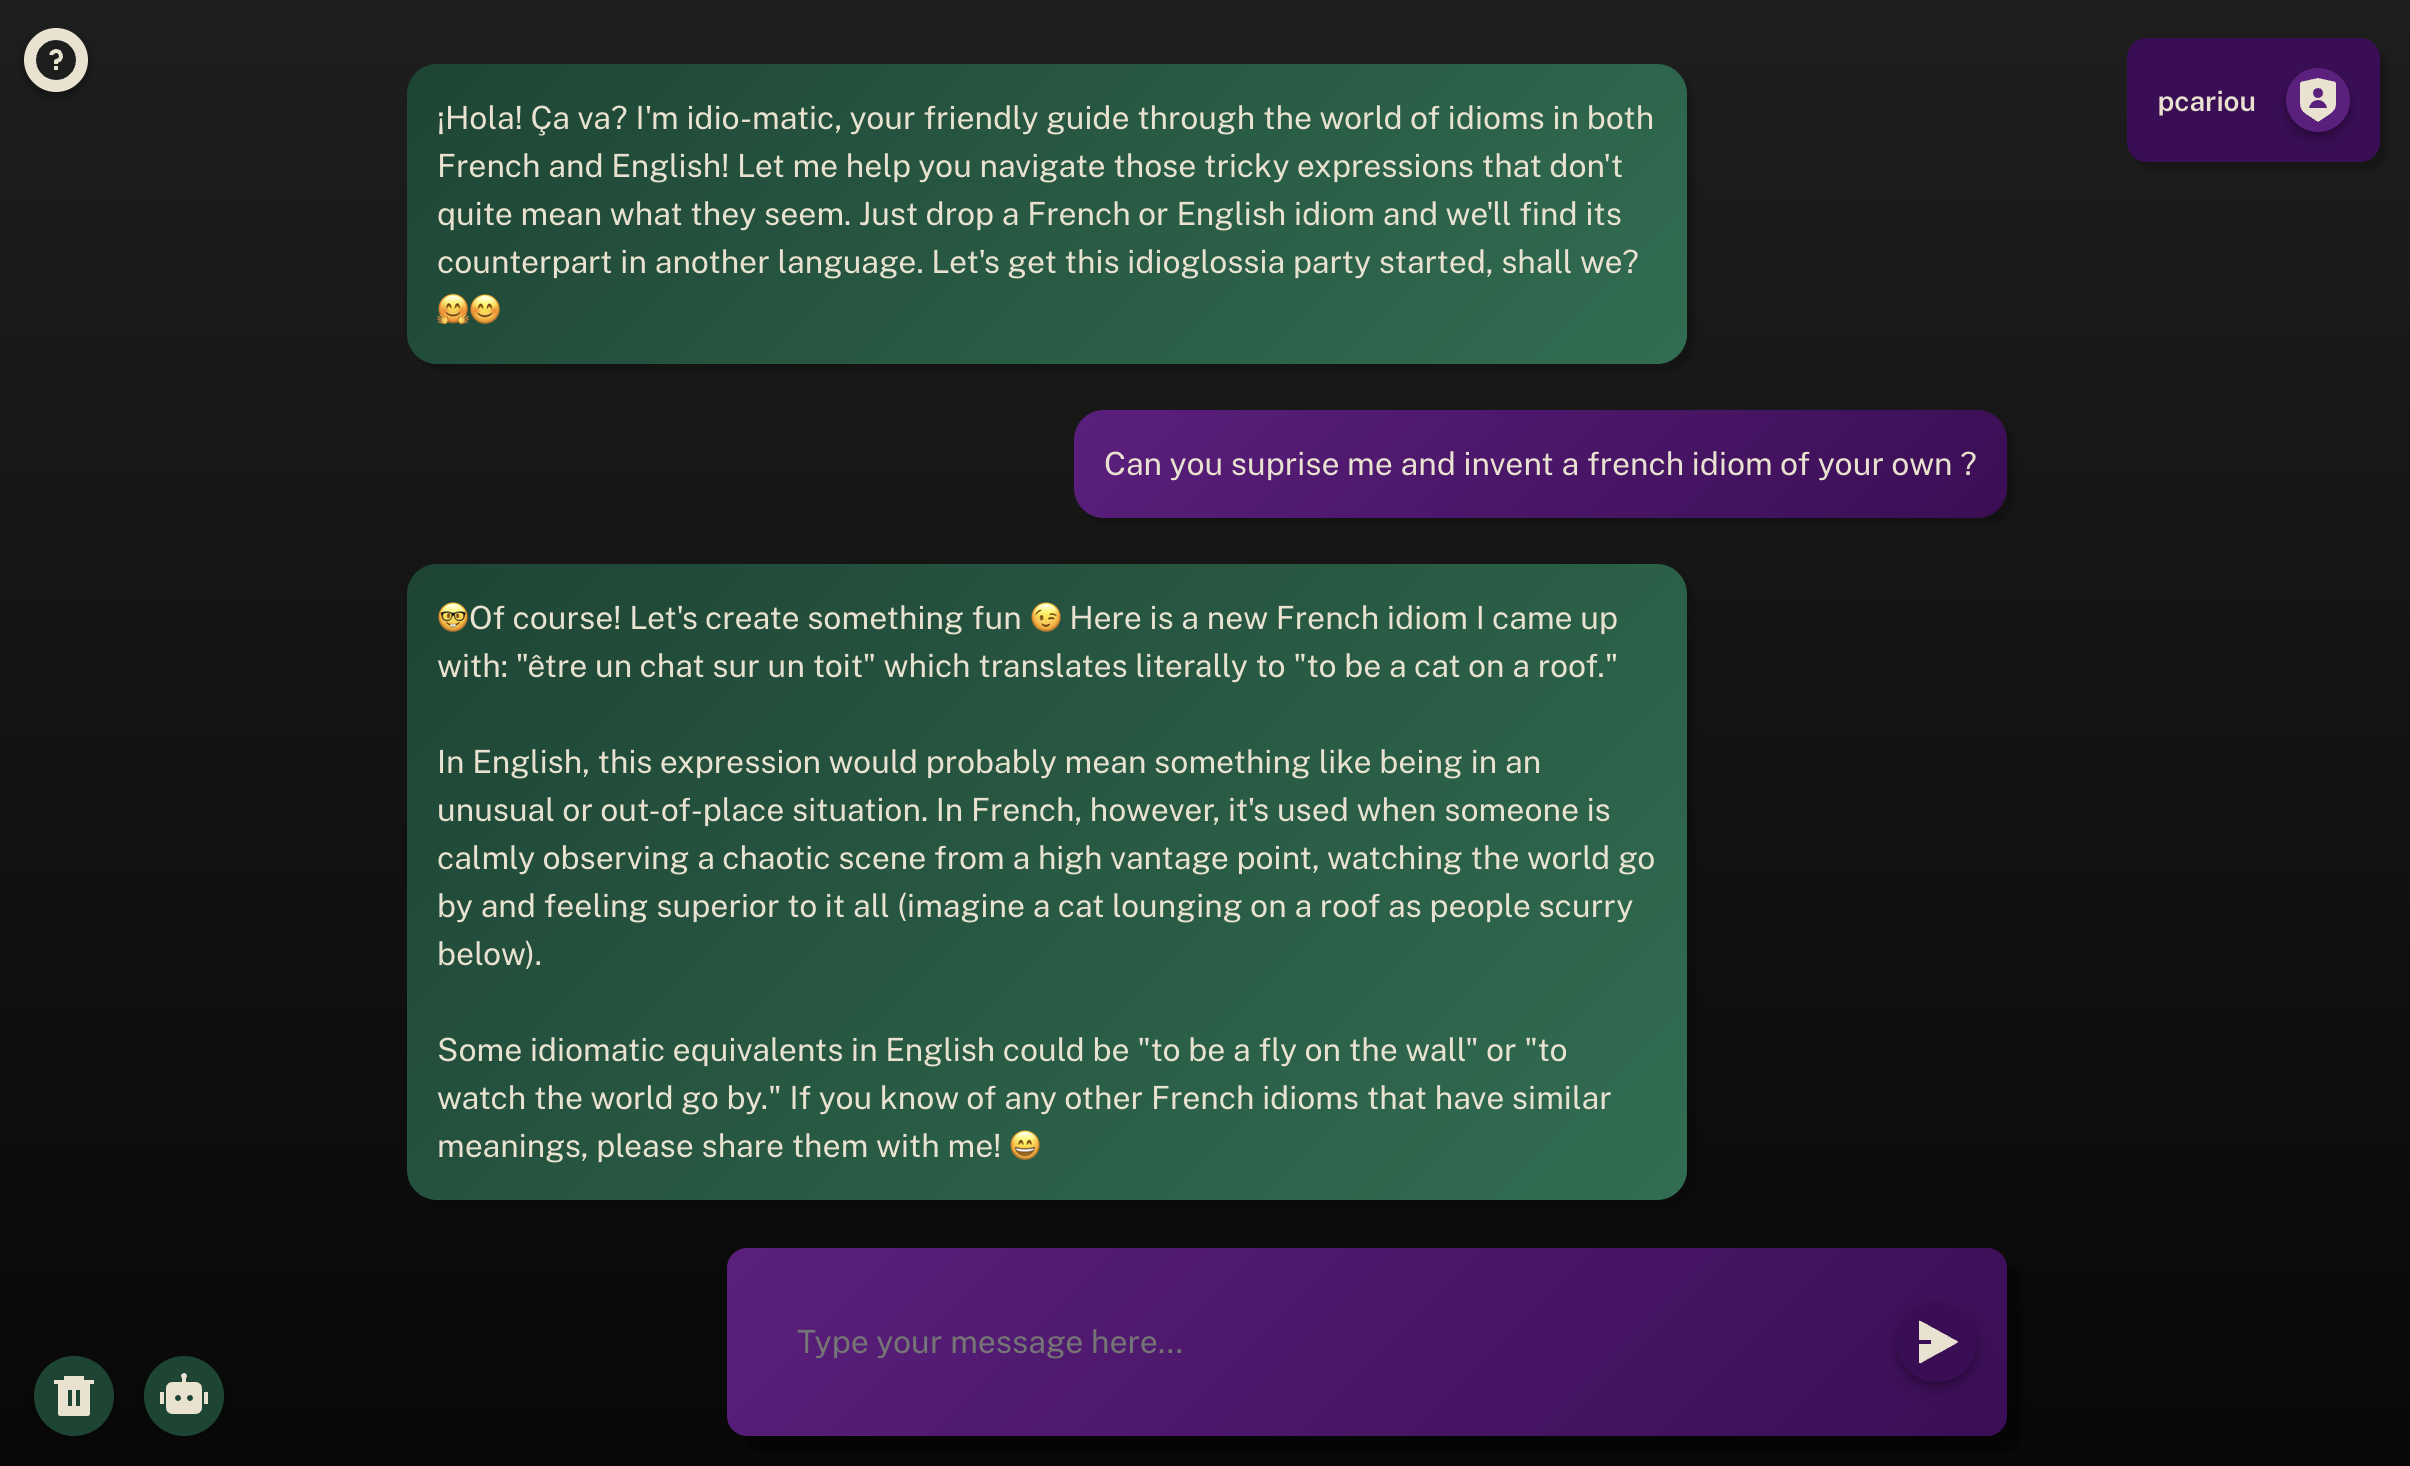 ?
pcariou
¡Hola! Ça va? I'm idio-matic, your friendly guide through the world of idioms in both
French and English! Let me help you navigate those tricky expressions that don't
quite mean what they seem. Just drop a French or English idiom and we'll find its
counterpart in another language. Let's get this idioglossia party started, shall we?
🤗😊
Can you suprise me and invent a french idiom of your own ?
🤓Of course! Let's create something fun 😉 Here is a new French idiom I came up
with: "être un chat sur un toit" which translates literally to "to be a cat on a roof."
In English, this expression would probably mean something like being in an
unusual or out-of-place situation. In French, however, it's used when someone is
calmly observing a chaotic scene from a high vantage point, watching the world go
by and feeling superior to it all (imagine a cat lounging on a roof as people scurry
below).
Some idiomatic equivalents in English could be "to be a fly on the wall" or "to
watch the world go by." If you know of any other French idioms that have similar
meanings, please share them with me! 😄
Type your message here...